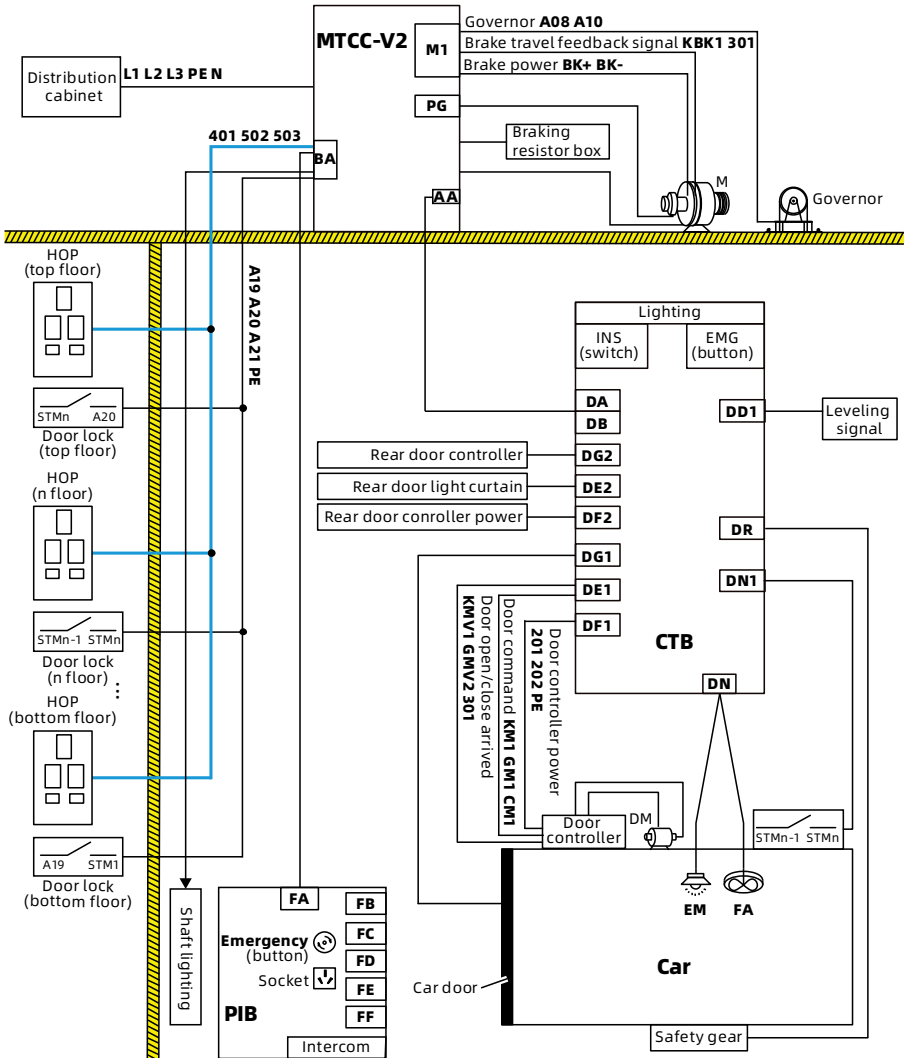 MTCC-V2
M1
Governor A08 A10
Brake travel feedback signal KBK1 301
Brake power BK+ BK-
Distribution
cabinet
L1 L2 L3 PE N
PG
Braking
resistor box
401 502 503
BA
AA
M
Governor
HOP
(top floor)
A19 A20 A21 PE
STMn A20
Door lock
(top floor)
HOP
(n floor)
STMn-1 STMn
Door lock
(n floor)
HOP
(bottom floor)
A19 STM1
Door lock
(bottom floor)
Shaft lighting
Lighting
INS
(switch)
EMG
(button)
DA
DB
DD1
Leveling
signal
Rear door controller
DG2
Rear door light curtain
DE2
Rear door conroller power
DF2
DR
DG1
DN1
DE1
DF1
CTB
DN
Door open/close arrived
KMV1 GMV2 301
Door command KM1 GM1 CM1
Door controller power
201 202 PE
Door
controller
DM
STMn-1 STMn
EM
FA
Car
Car door
Safety gear
FA
FB
Emergency
(button)
FC
FD
Socket
FE
PIB
FF
Intercom